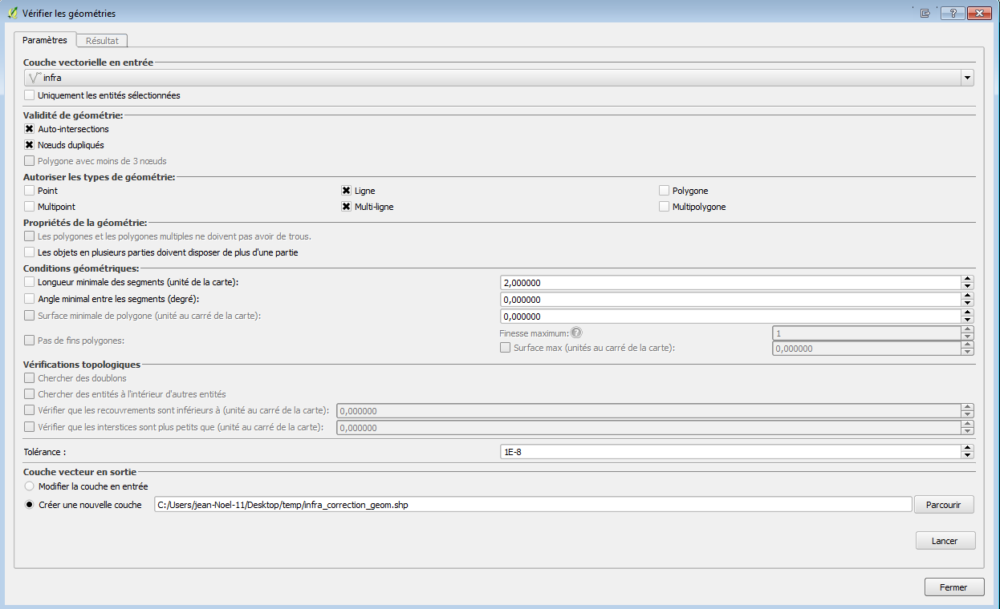 Vérifier les géométries
Paramètres Résultat
Couche vectorielle en entrée
infra
Uniquement les entités sélectionnées
Validité de géométrie:
Auto-intersections
Nœuds dupliqués
Polygone avec moins de 3 nœuds
Autoriser les types de géométrie:
Point Ligne Polygone
Multipoint Multi-ligne Multipolygone
Propriétés de la géométrie:
Les polygones et les polygones multiples ne doivent pas avoir de trous.
Les objets en plusieurs parties doivent disposer de plus d'une partie
Conditions géométriques:
Longueur minimale des segments (unité de la carte): 2,000000
Angle minimal entre les segments (degré): 0,000000
Surface minimale de polygone (unité au carré de la carte): 0,000000
Finesse maximum: ? 1
Pas de fins polygones:
Surface max (unités au carré de la carte): 0,000000
Vérifications topologiques
Chercher des doublons
Chercher des entités à l'intérieur d'autres entités
Vérifier que les recouvrements sont inférieurs à (unité au carré de la carte): 0,000000
Vérifier que les interstices sont plus petits que (unité au carré de la carte): 0,000000
Tolérance : 1E-8
Couche vecteur en sortie
Modifier la couche en entrée
Créer une nouvelle couche C:/Users/jean-Noel-11/Desktop/temp/infra_correction_geom.shp Parcourir
Lancer
Fermer